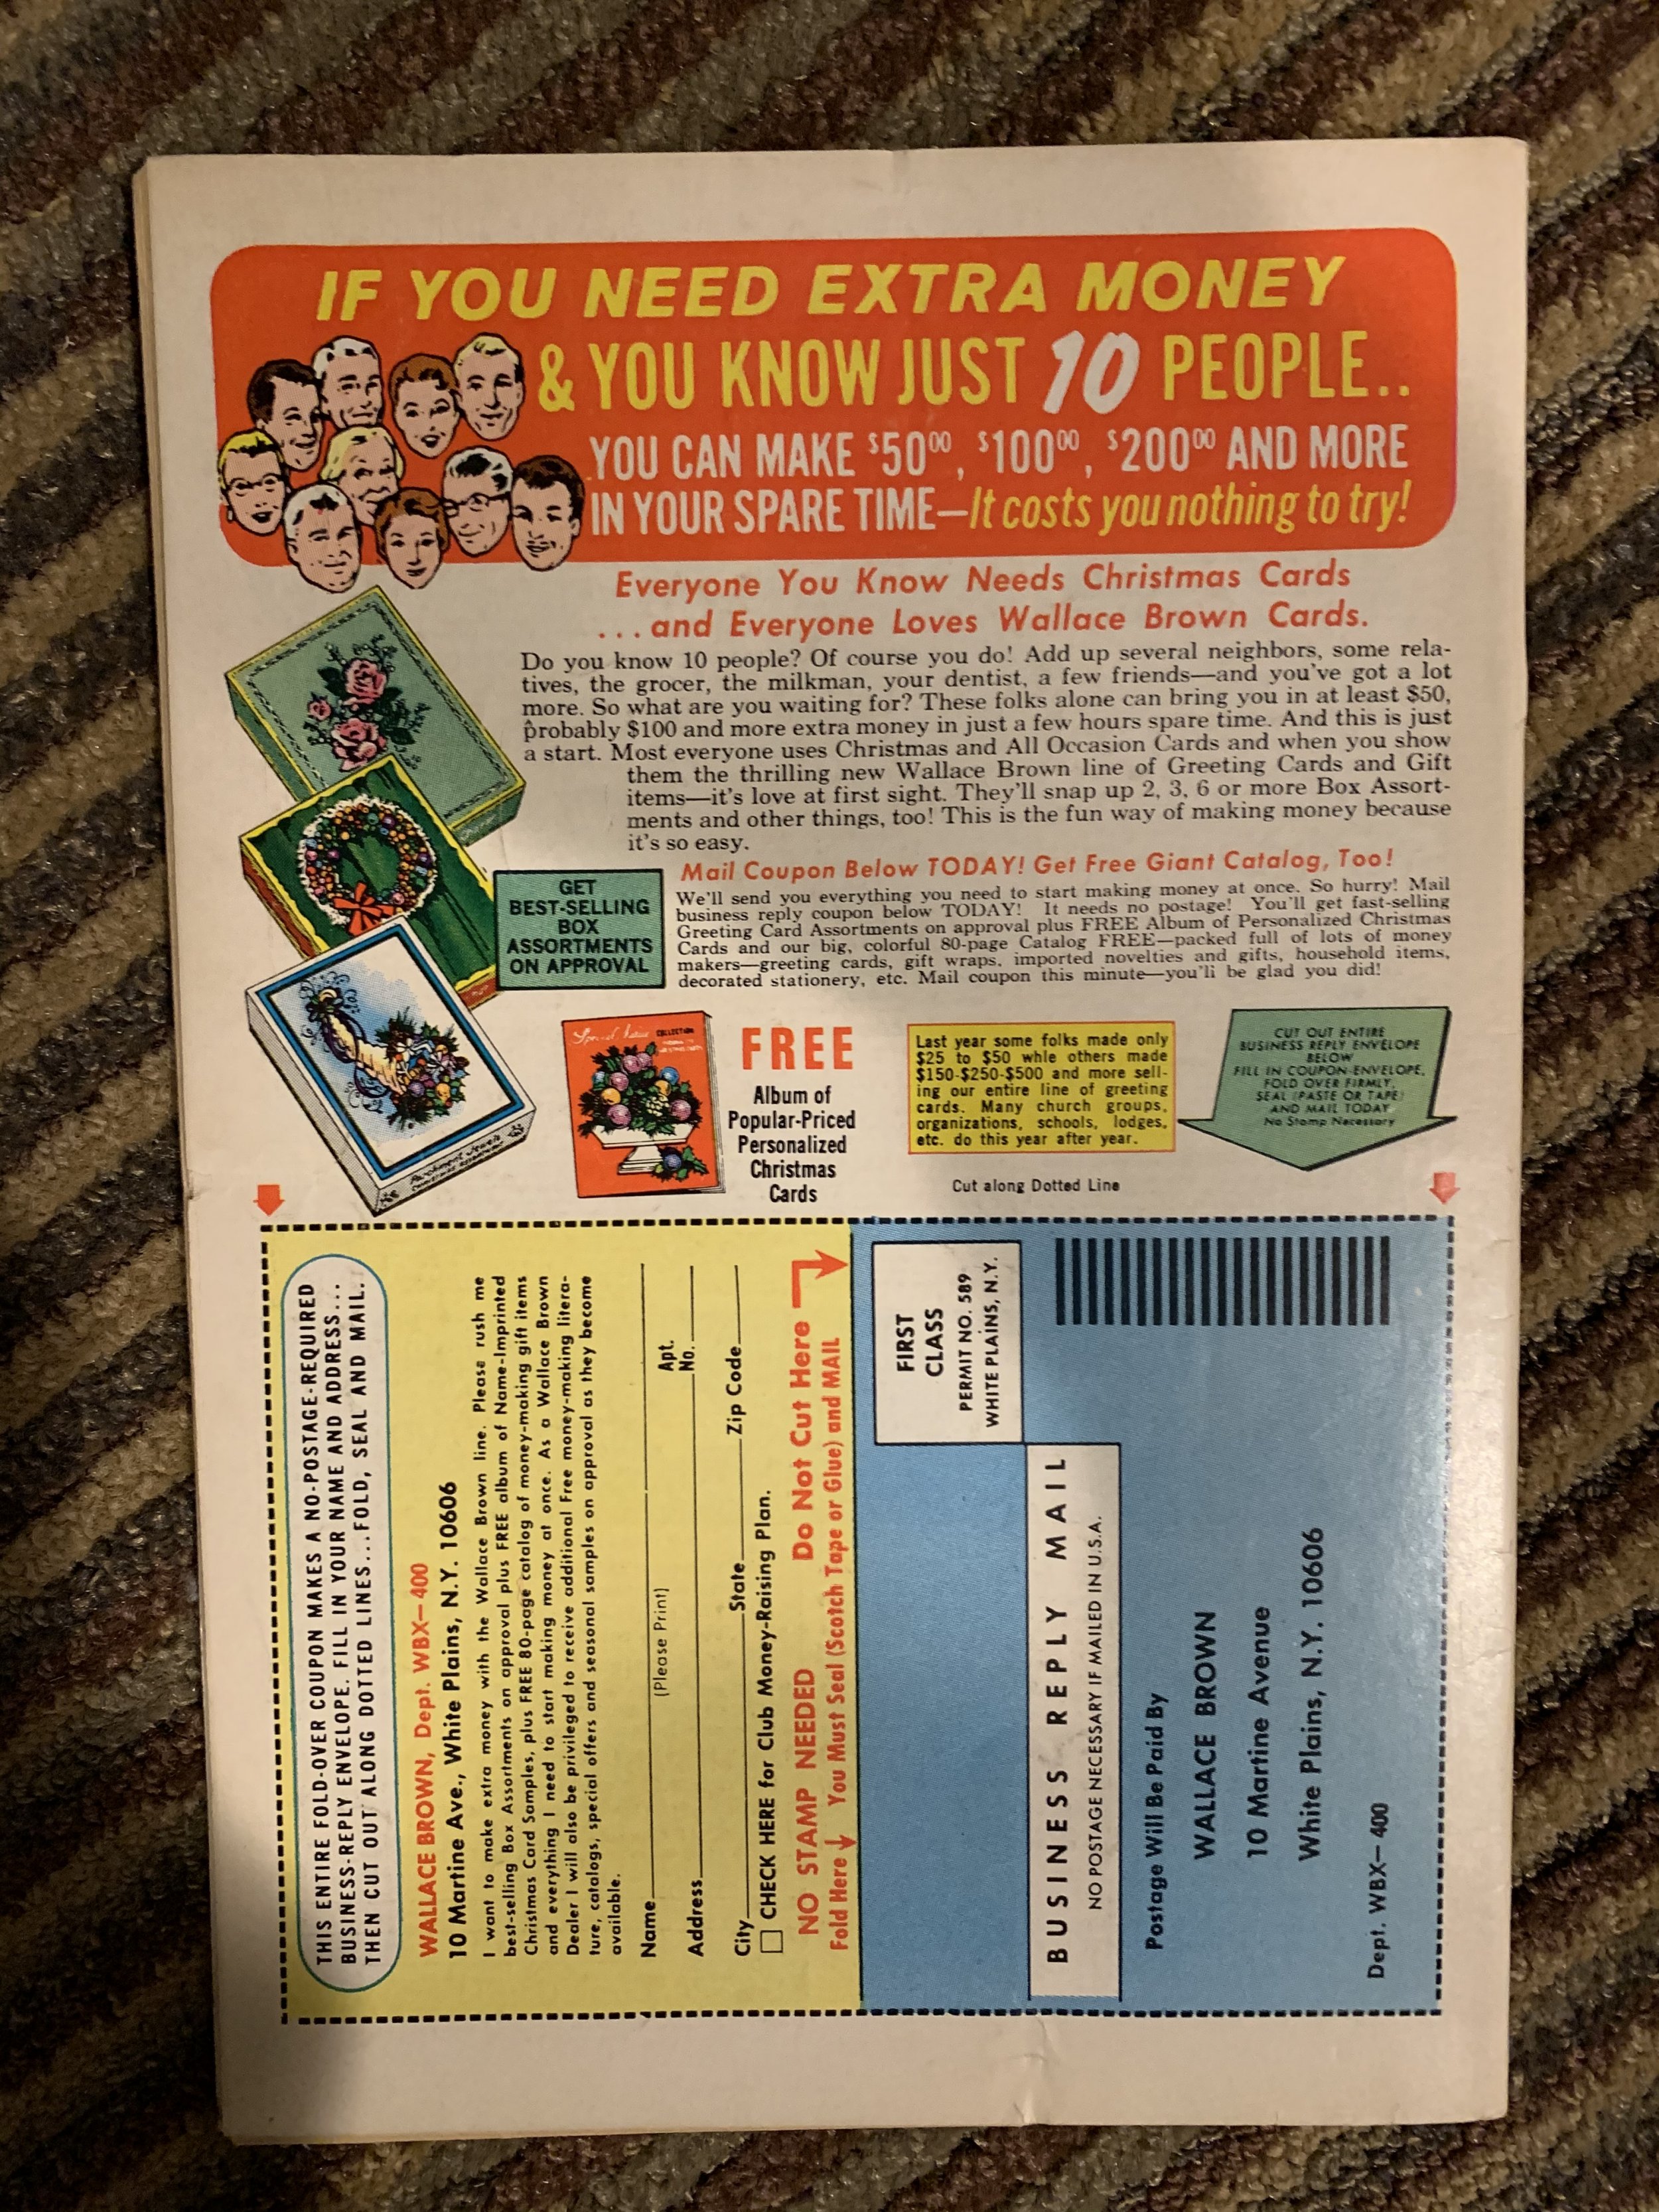 IF YOU NEED EXTRA MONEY
& YOU KNOW JUST 10 PEOPLE..
YOU CAN MAKE $50⁰⁰, $100⁰⁰, $200⁰⁰ AND MORE
IN YOUR SPARE TIME—It costs you nothing to try!
Everyone You Know Needs Christmas Cards
...and Everyone Loves Wallace Brown Cards.
Do you know 10 people? Of course you do! Add up several neighbors, some rela-
tives, the grocer, the milkman, your dentist, a few friends—and you've got a lot
more. So what are you waiting for? These folks alone can bring you in at least $50,
probably $100 and more extra money in just a few hours spare time. And this is just
a start. Most everyone uses Christmas and All Occasion Cards and when you show
them the thrilling new Wallace Brown line of Greeting Cards and Gift
items—it's love at first sight. They'll snap up 2, 3, 6 or more Box Assort-
ments and other things, too! This is the fun way of making money because
it's so easy.
GET
BEST-SELLING
BOX
ASSORTMENTS
ON APPROVAL
Mail Coupon Below TODAY! Get Free Giant Catalog, Too!
We'll send you everything you need to start making money at once. So hurry! Mail
business reply coupon below TODAY! It needs no postage! You'll get fast-selling
Greeting Card Assortments on approval plus FREE Album of Personalized Christmas
Cards and our big, colorful 80-page Catalog FREE—packed full of lots of money
makers—greeting cards, gift wraps, imported novelties and gifts, household items,
decorated stationery, etc. Mail coupon this minute—you'll be glad you did!
COLLECTION
FREE
Album of
Popular-Priced
Personalized
Christmas
Cards
Last year some folks made only
$25 to $50 whle others made
$150-$250-$500 and more sell-
ing our entire line of greeting
cards. Many church groups,
organizations, schools, lodges,
etc. do this year after year.
CUT OUT ENTIRE
BUSINESS REPLY ENVELOPE
BELOW
FILL IN COUPON-ENVELOPE,
FOLD OVER FIRMLY,
SEAL (PASTE OR TAPE)
AND MAIL TODAY
No Stamp Necessary
Cut along Dotted Line
THIS ENTIRE FOLD-OVER COUPON MAKES A NO-POSTAGE-REQUIRED
BUSINESS-REPLY ENVELOPE. FILL IN YOUR NAME AND ADDRESS...
THEN CUT OUT ALONG DOTTED LINES...FOLD, SEAL AND MAIL.
WALLACE BROWN, Dept. WBX—400
10 Martine Ave., White Plains, N.Y. 10606
I want to make extra money with the Wallace Brown line. Please rush me
best-selling Box Assortments on approval plus FREE album of Name-Imprinted
Christmas Card Samples, plus FREE 80-page catalog of money-making gift items
and everything I need to start making money at once. As a Wallace Brown
Dealer I will also be privileged to receive additional Free money-making litera-
ture, catalogs, special offers and seasonal samples on approval as they become
available.
Name
(Please Print)
Address Apt. No.
City State Zip Code
CHECK HERE for Club Money-Raising Plan.
NO STAMP NEEDED Do Not Cut Here
Fold Here You Must Seal (Scotch Tape or Glue) and MAIL
FIRST
CLASS
PERMIT NO. 589
WHITE PLAINS, N.Y.
BUSINESS REPLY MAIL
NO POSTAGE NECESSARY IF MAILED IN U.S.A.
Postage Will Be Paid By
WALLACE BROWN
10 Martine Avenue
White Plains, N.Y. 10606
Dept. WBX—400